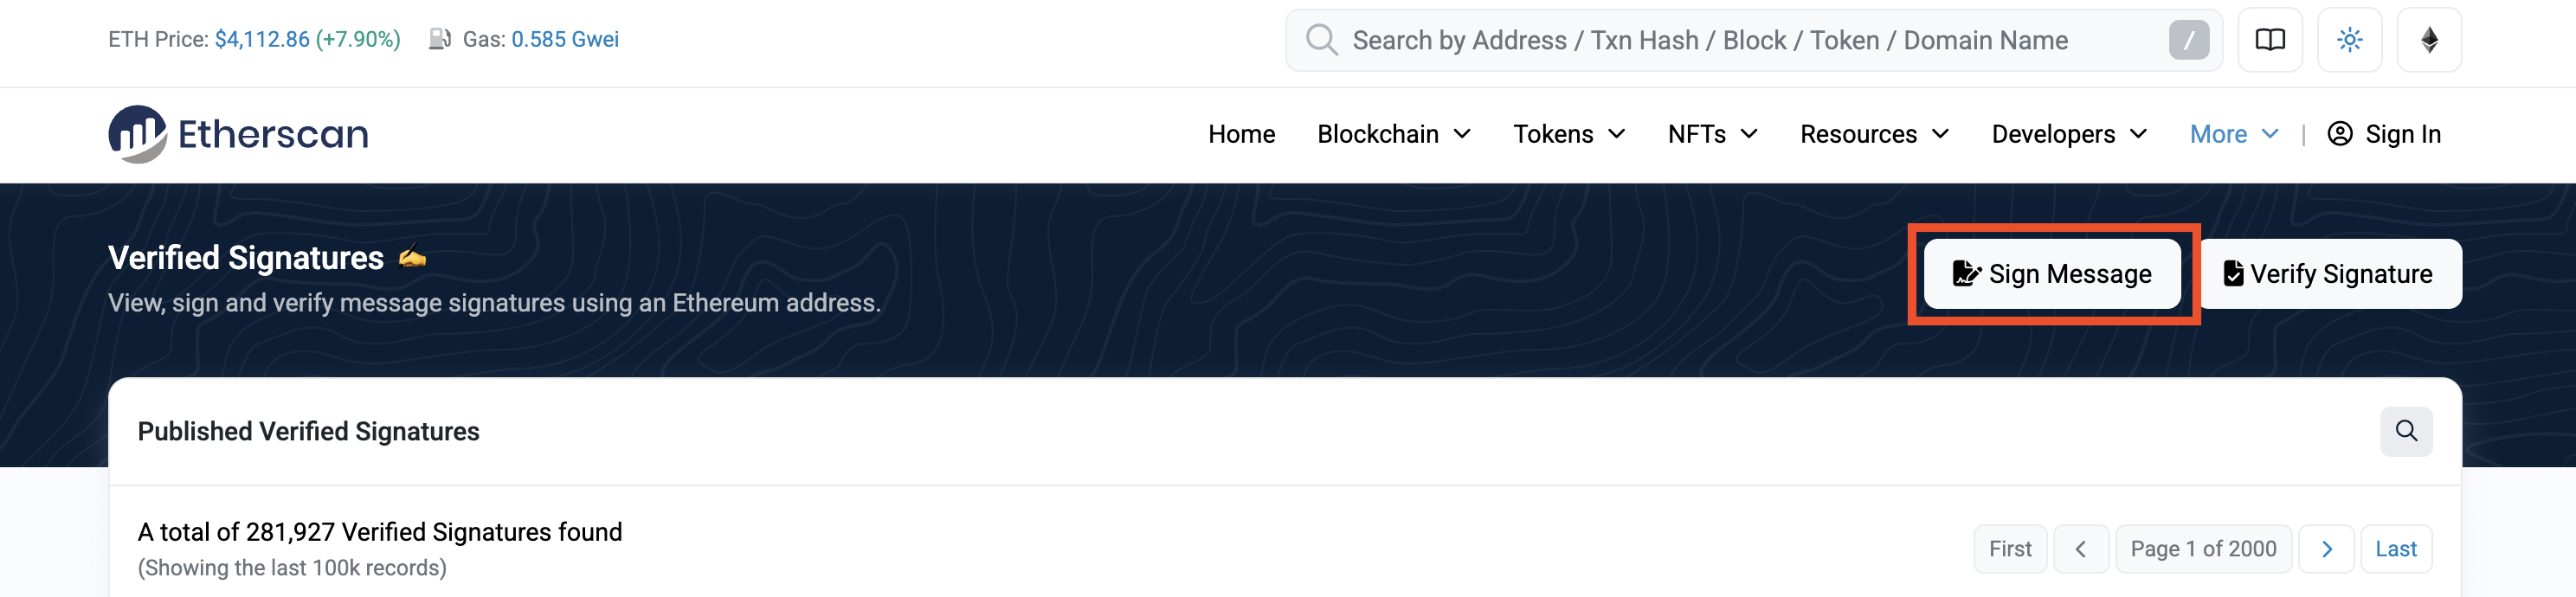 ETH Price: $4,112.86 (+7.90%) Gas: 0.585 Gwei
Search by Address / Txn Hash / Block / Token / Domain Name /
Etherscan
Home Blockchain Tokens NFTs Resources Developers More | Sign In
Verified Signatures ✍️
View, sign and verify message signatures using an Ethereum address.
Sign Message Verify Signature
Published Verified Signatures
A total of 281,927 Verified Signatures found
(Showing the last 100k records)
First Page 1 of 2000 Last